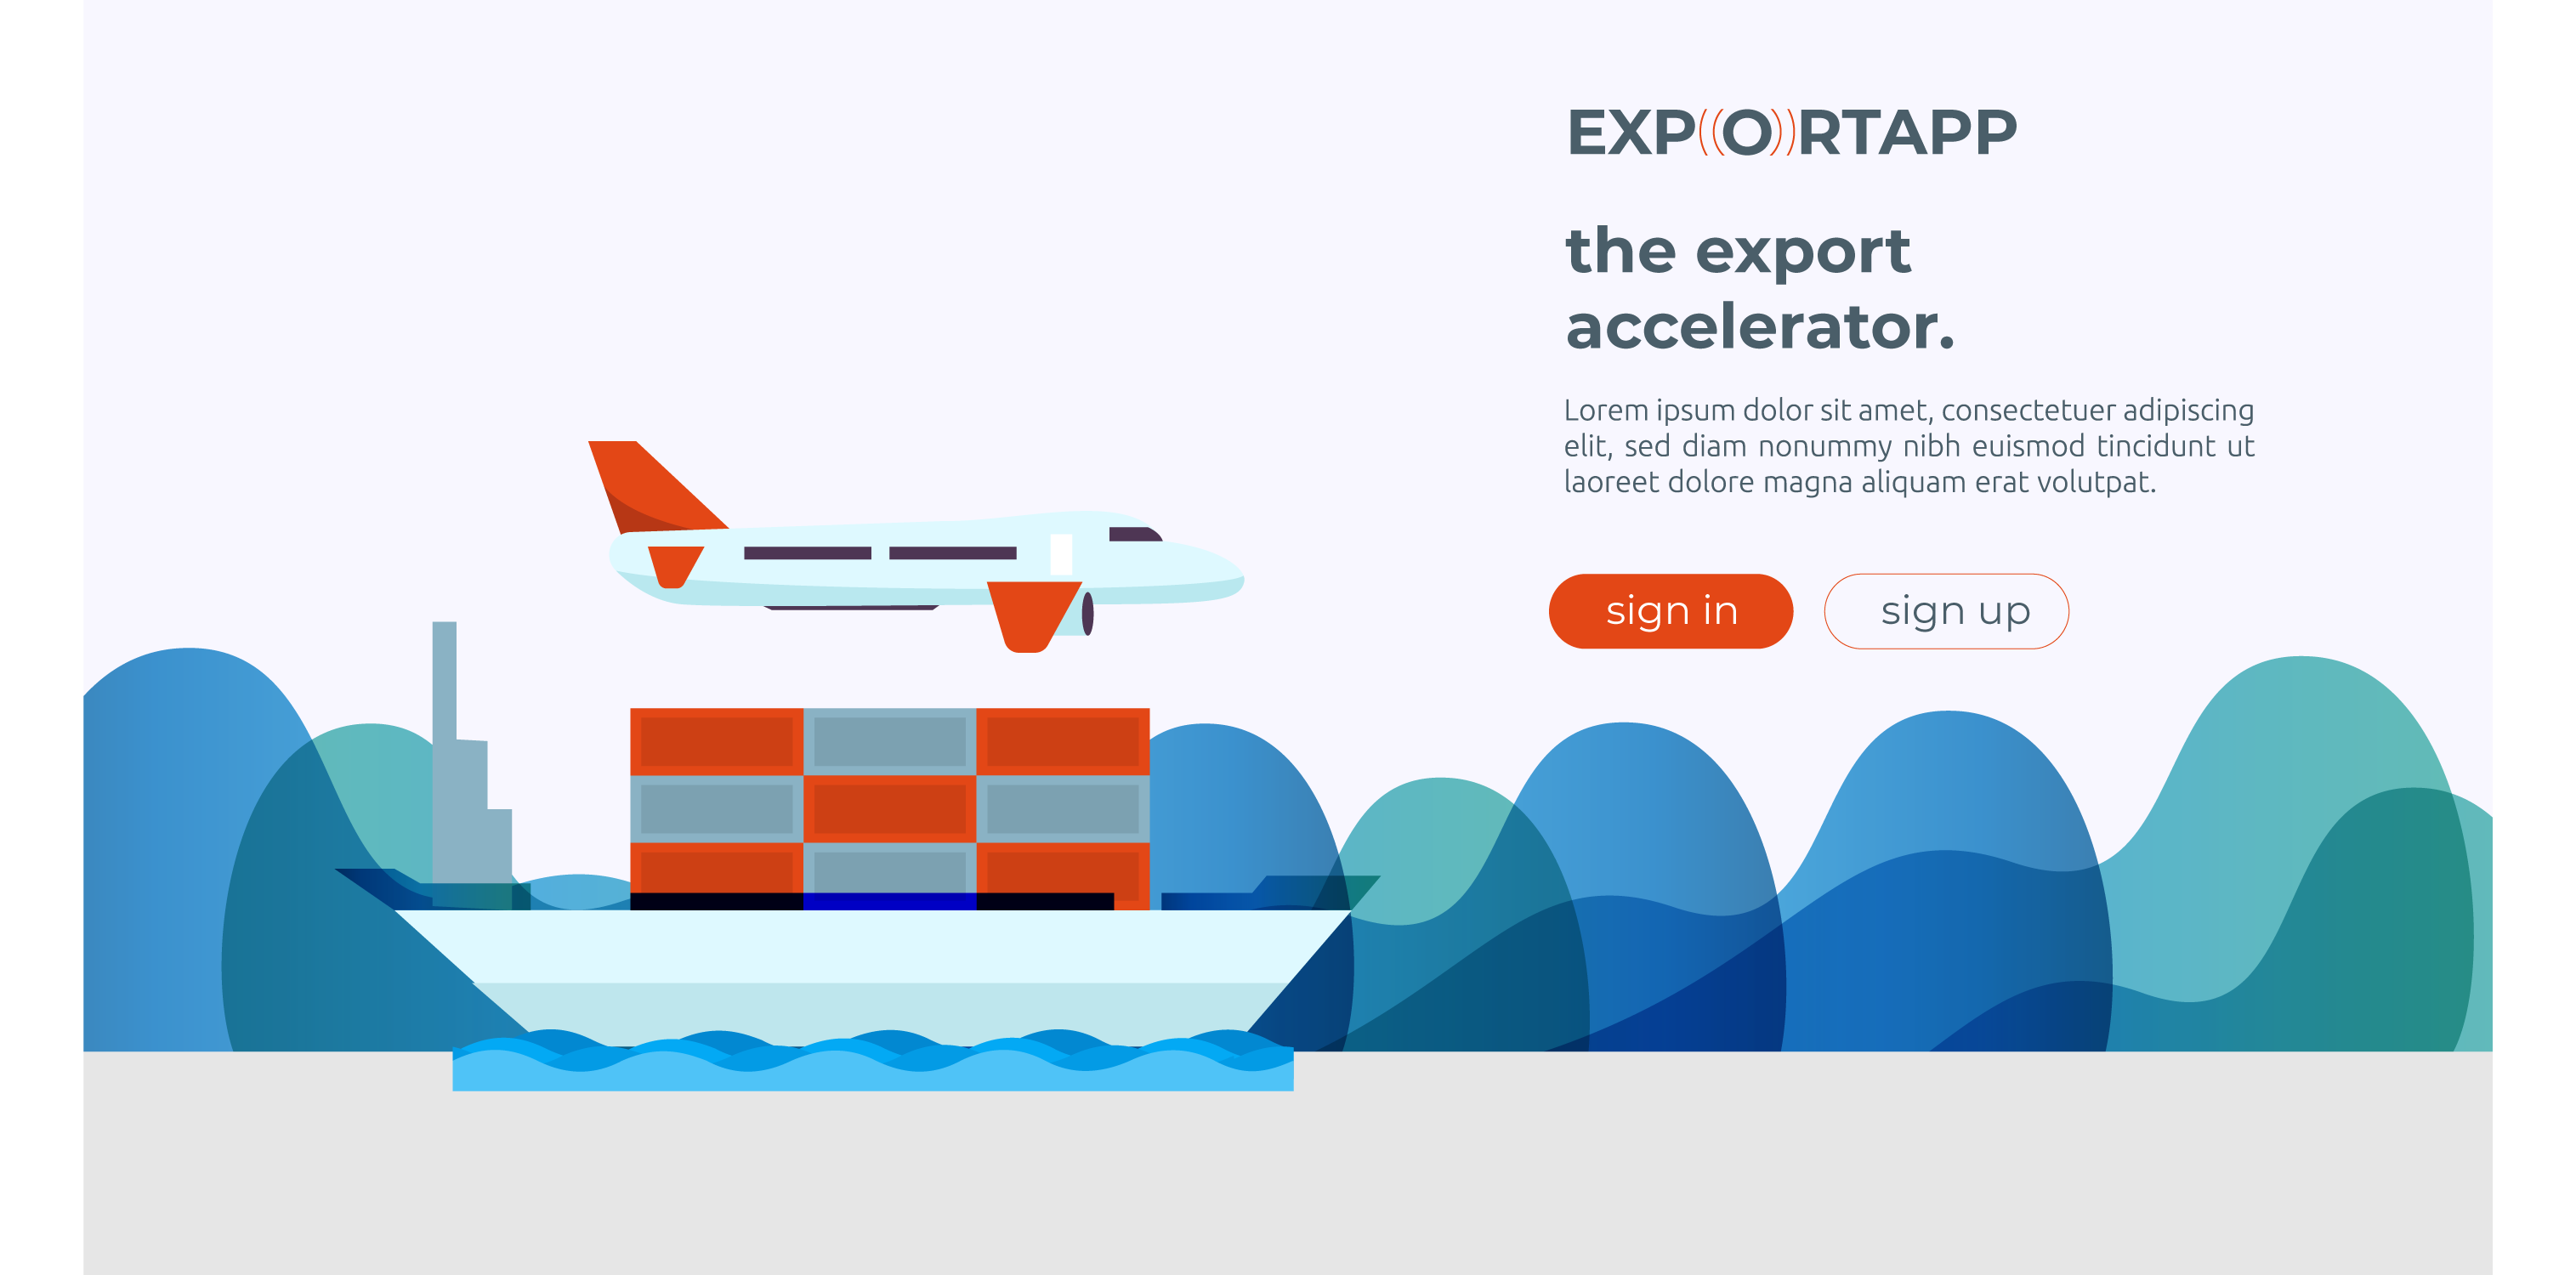 EXP((O))RTAPP
the export
accelerator.
Lorem ipsum dolor sit amet, consectetuer adipiscing
elit, sed diam nonummy nibh euismod tincidunt ut
laoreet dolore magna aliquam erat volutpat.
sign in sign up